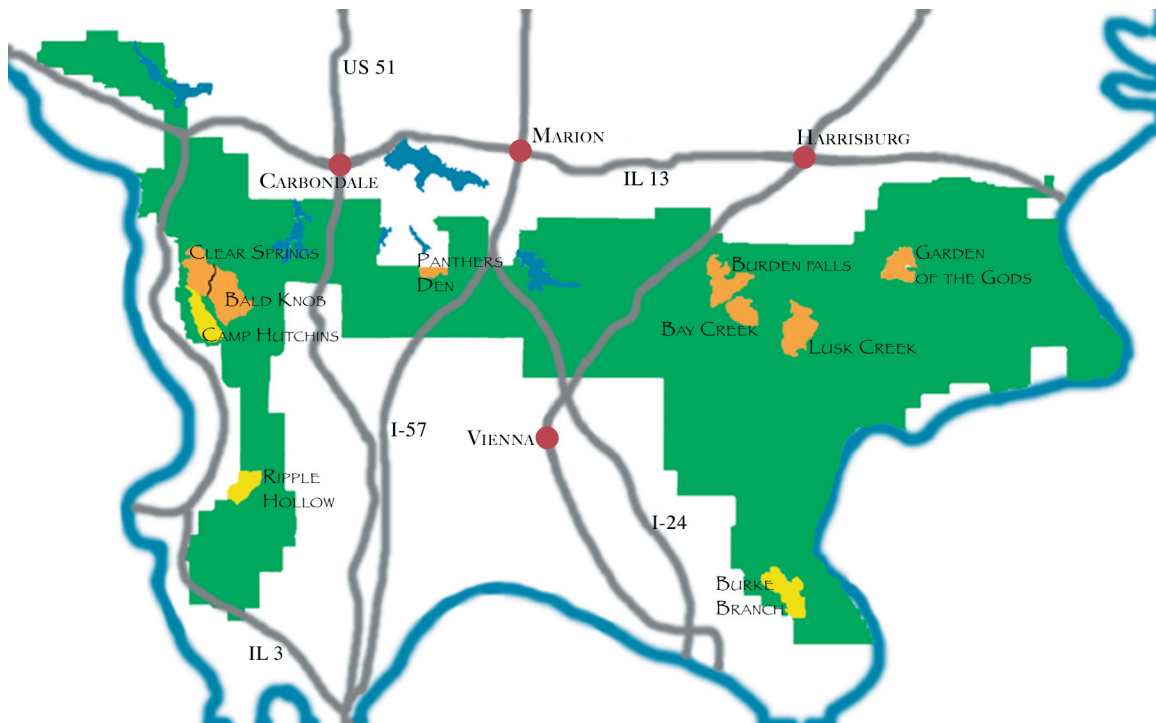 US 51
Marion
Harrisburg
Carbondale
IL 13
Clear Springs
Panthers
Den
Burden falls
Garden
of the Gods
Bald Knob
Camp Hutchins
Bay Creek
Lusk Creek
I-57
Vienna
Ripple
Hollow
I-24
Burke
Branch
IL 3